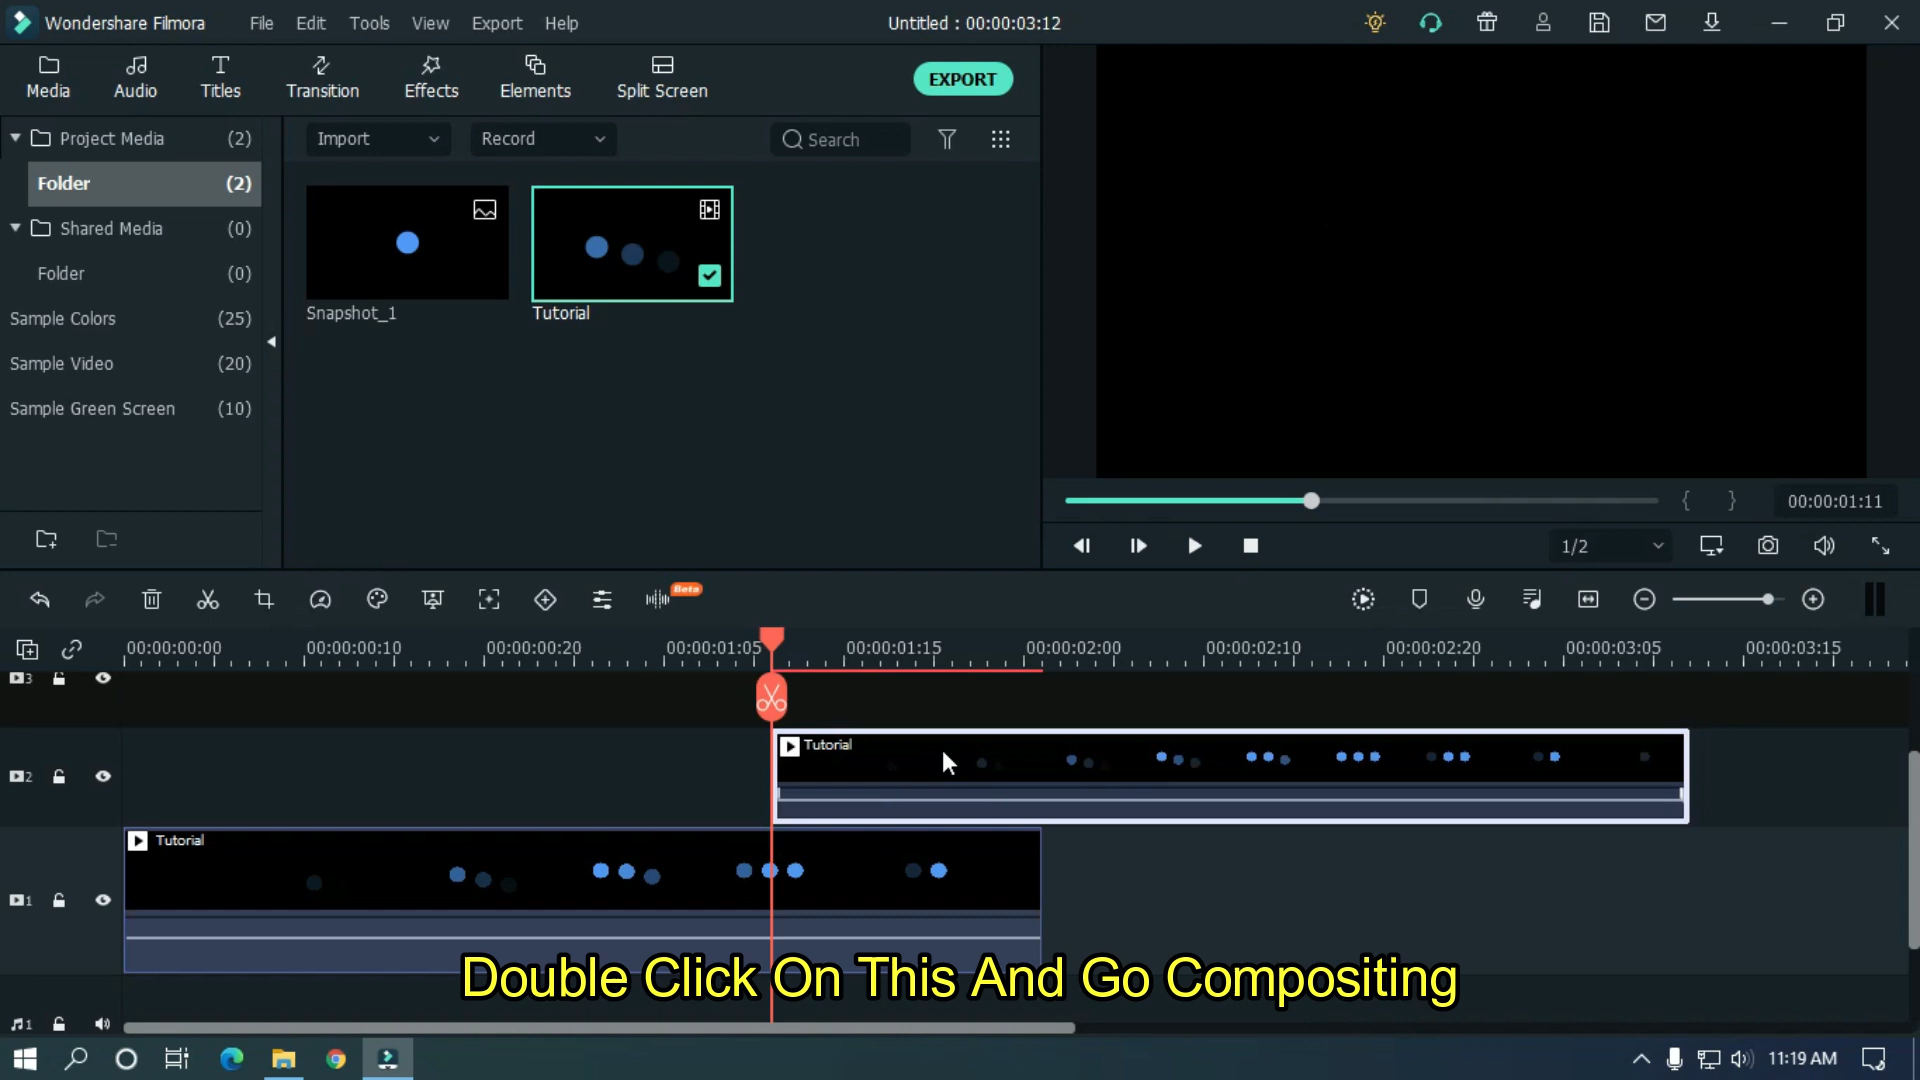 Wondershare Filmora File Edit Tools View Export Help Untitled : 00:00:03:12
Media Audio Titles Transition Effects Elements Split Screen EXPORT
Project Media (2)
Folder (2)
Shared Media (0)
Folder (0)
Sample Colors (25)
Sample Video (20)
Sample Green Screen (10)
Import Record Search
Snapshot_1 Tutorial
{ } 00:00:01:11
1/2
Beta
00:00:00:00 00:00:00:10 00:00:00:20 00:00:01:05 00:00:01:15 00:00:02:00 00:00:02:10 00:00:02:20 00:00:03:05 00:00:03:15
3
Tutorial
2
Tutorial
1
Double Click On This And Go Compositing
1
11:19 AM